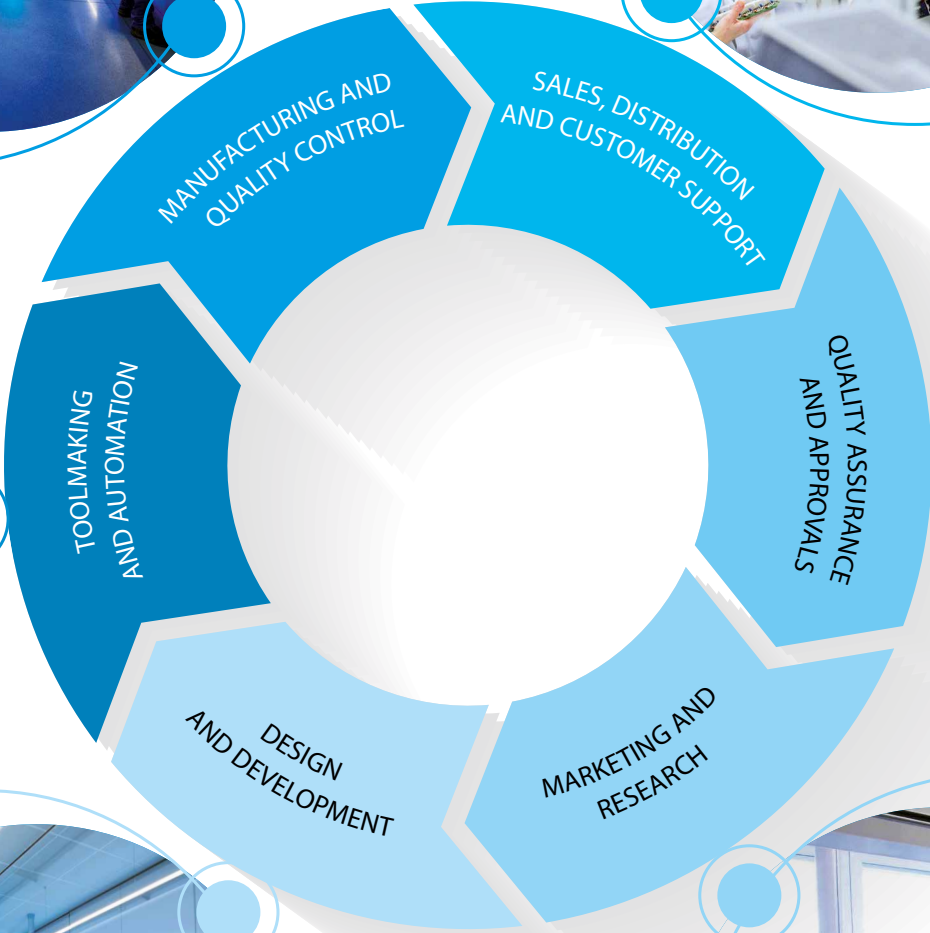 MANUFACTURING AND
QUALITY CONTROL
SALES, DISTRIBUTION
AND CUSTOMER SUPPORT
QUALITY ASSURANCE
AND APPROVALS
MARKETING AND
RESEARCH
DESIGN
AND DEVELOPMENT
TOOLMAKING
AND AUTOMATION